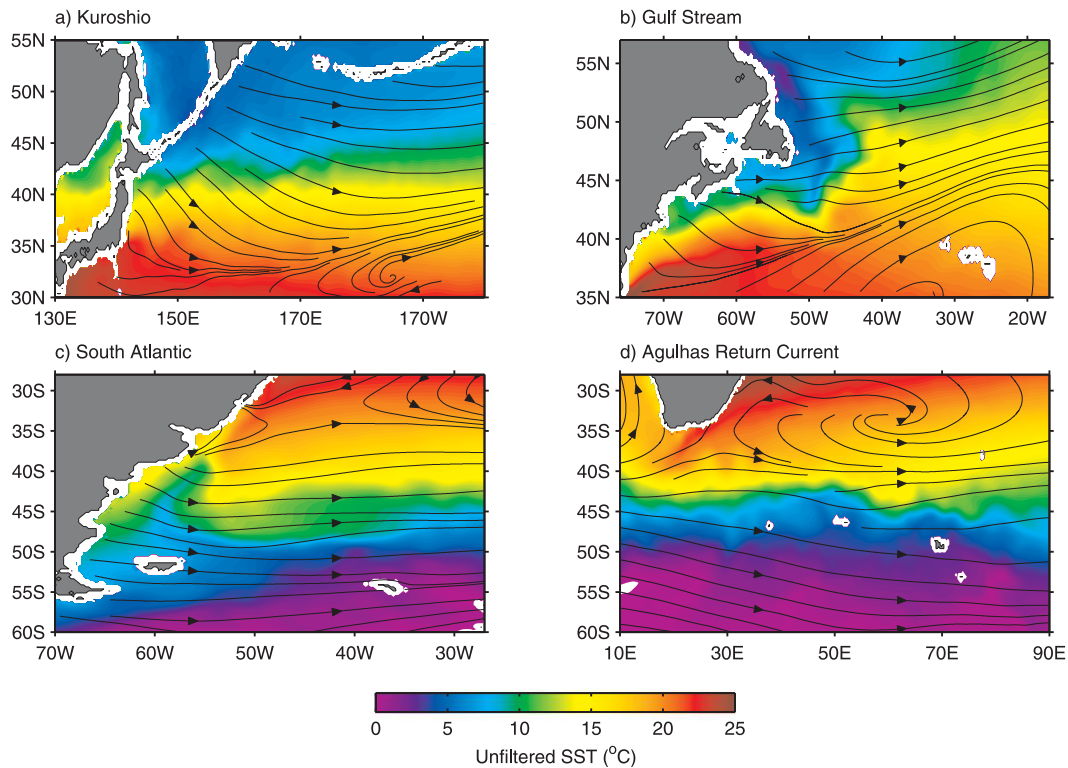 a) Kuroshio
55N
50N
45N
40N
35N
30N
130E 150E 170E 170W
b) Gulf Stream
55N
50N
45N
40N
35N
70W 60W 50W 40W 30W 20W
c) South Atlantic
30S
35S
40S
45S
50S
55S
60S
70W 60W 50W 40W 30W
d) Agulhas Return Current
30S
35S
40S
45S
50S
55S
60S
10E 30E 50E 70E 90E
0 5 10 15 20 25
Unfiltered SST (°C)